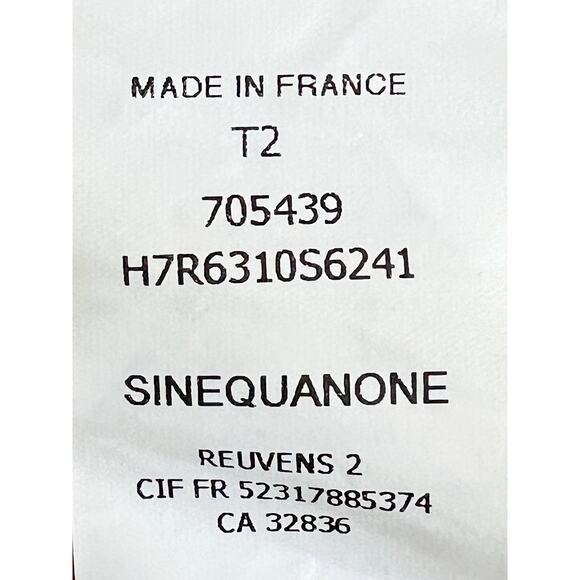 MADE IN FRANCE
T2
705439
H7R6310S6241
SINEQUANONE
REUVENS 2
CIF FR 52317885374
CA 32836